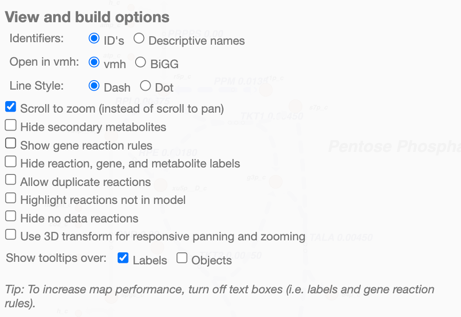 View and build options
Identifiers: ID's Descriptive names
Open in vmh: vmh BiGG
Line Style: Dash Dot
Scroll to zoom (instead of scroll to pan)
Hide secondary metabolites
Show gene reaction rules
Hide reaction, gene, and metabolite labels
Allow duplicate reactions
Highlight reactions not in model
Hide no data reactions
Use 3D transform for responsive panning and zooming
Show tooltips over: Labels Objects
Tip: To increase map performance, turn off text boxes (i.e. labels and gene reaction
rules).
Pentose Phospha